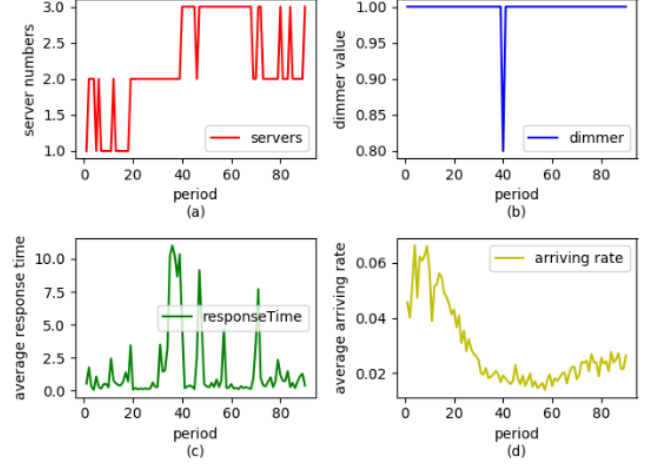 3.0
2.5
2.0
1.5
1.0
server numbers
servers
0
20
40
60
80
period
(a)
1.00
0.95
0.90
0.85
0.80
dimmer value
dimmer
0
20
40
60
80
period
(b)
10.0
7.5
5.0
2.5
0.0
average response time
responseTime
0
20
40
60
80
period
(c)
0.06
0.04
0.02
average arriving rate
arriving rate
0
20
40
60
80
period
(d)